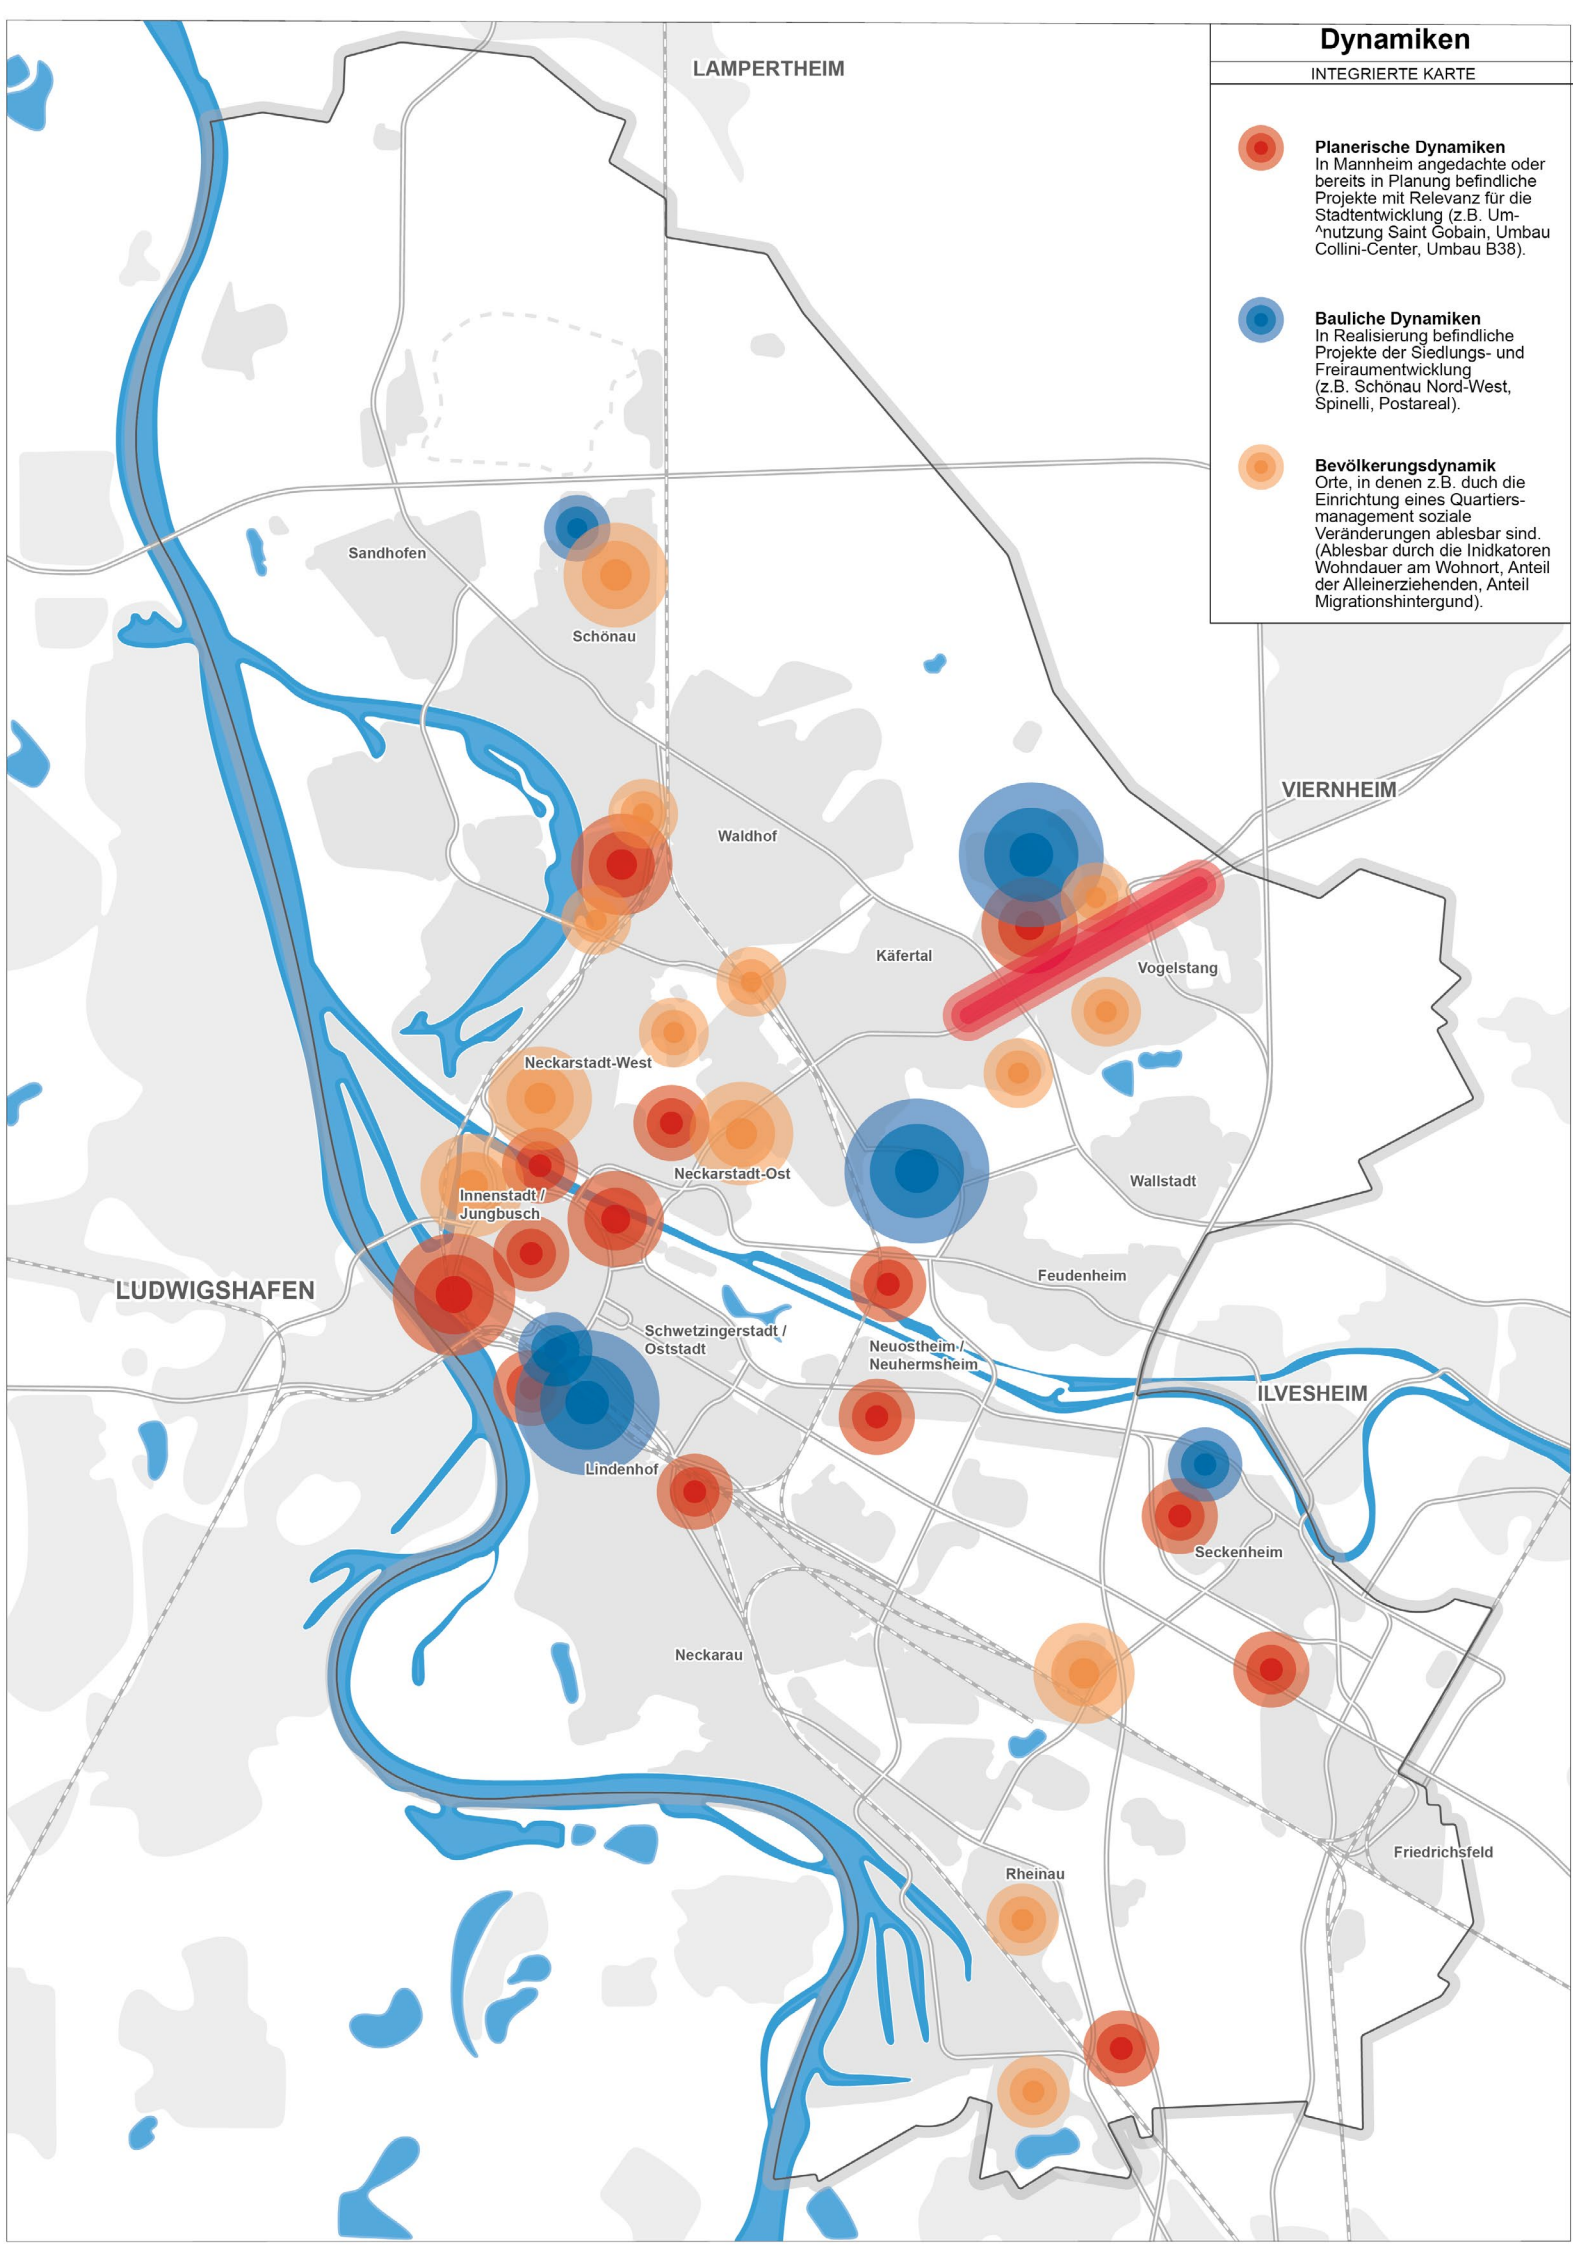 Dynamiken
INTEGRIERTE KARTE
Planerische Dynamiken
In Mannheim angedachte oder
bereits in Planung befindliche
Projekte mit Relevanz für die
Stadtentwicklung (z.B. Um-
^nutzung Saint Gobain, Umbau
Collini-Center, Umbau B38).
Bauliche Dynamiken
In Realisierung befindliche
Projekte der Siedlungs- und
Freiraumentwicklung
(z.B. Schönau Nord-West,
Spinelli, Postareal).
Bevölkerungsdynamik
Orte, in denen z.B. duch die
Einrichtung eines Quartiers-
management soziale
Veränderungen ablesbar sind.
(Ablesbar durch die Inidkatoren
Wohndauer am Wohnort, Anteil
der Alleinerziehenden, Anteil
Migrationshintergund).
LAMPERTHEIM
Sandhofen
Schönau
VIERNHEIM
Waldhof
Käfertal
Vogelstang
Neckarstadt-West
Neckarstadt-Ost
Wallstadt
Innenstadt /
Jungbusch
LUDWIGSHAFEN
Feudenheim
Schwetzingerstadt /
Oststadt
Neuostheim /
Neuhermsheim
ILVESHEIM
Lindenhof
Seckenheim
Neckarau
Friedrichsfeld
Rheinau